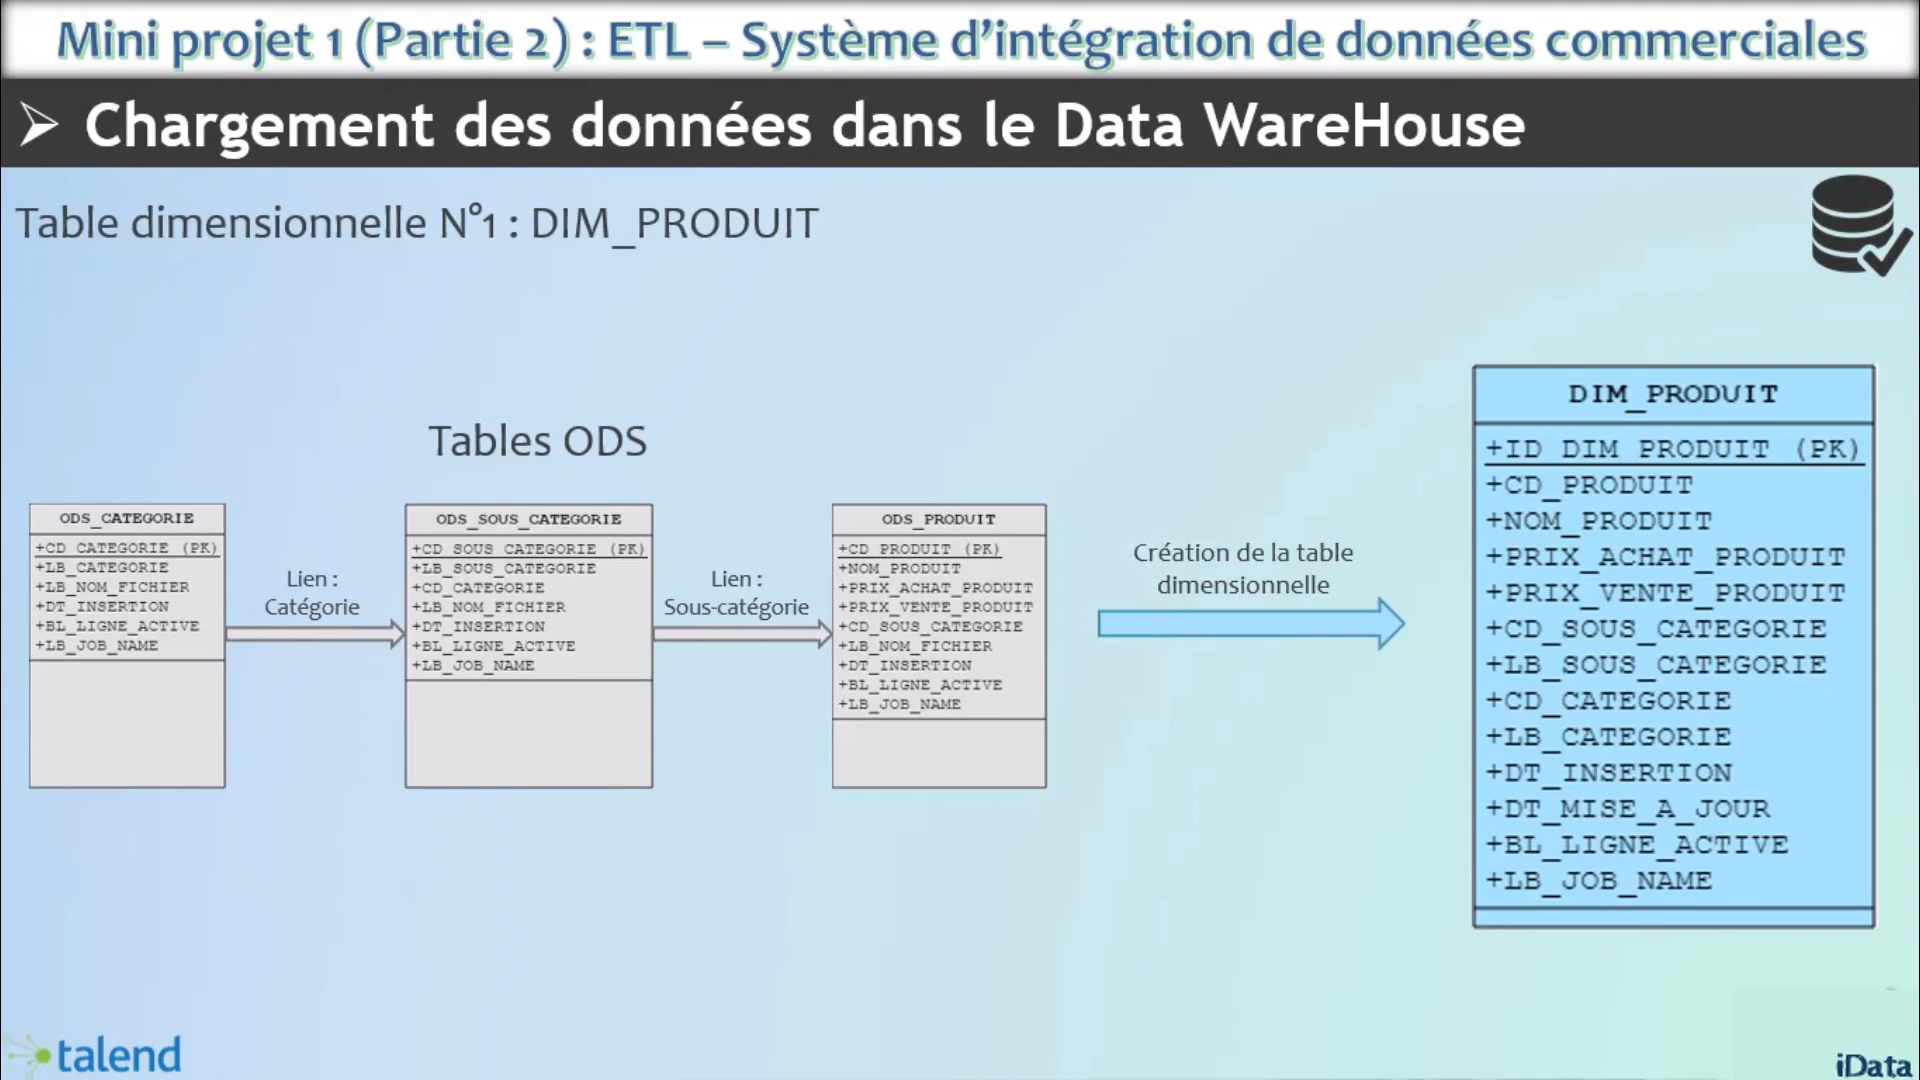 Mini projet 1 (Partie 2) : ETL – Système d'intégration de données commerciales
➢ Chargement des données dans le Data WareHouse
Table dimensionnelle N°1 : DIM_PRODUIT
Tables ODS
ODS_CATEGORIE
+CD_CATEGORIE (PK)
+LB_CATEGORIE
+LB_NOM_FICHIER
+DT_INSERTION
+BL_LIGNE_ACTIVE
+LB_JOB_NAME
Lien :
Catégorie
ODS_SOUS_CATEGORIE
+CD_SOUS_CATEGORIE (PK)
+LB_SOUS_CATEGORIE
+CD_CATEGORIE
+LB_NOM_FICHIER
+DT_INSERTION
+BL_LIGNE_ACTIVE
+LB_JOB_NAME
Lien :
Sous-catégorie
ODS_PRODUIT
+CD_PRODUIT (PK)
+NOM_PRODUIT
+PRIX_ACHAT_PRODUIT
+PRIX_VENTE_PRODUIT
+CD_SOUS_CATEGORIE
+LB_NOM_FICHIER
+DT_INSERTION
+BL_LIGNE_ACTIVE
+LB_JOB_NAME
Création de la table
dimensionnelle
DIM_PRODUIT
+ID_DIM_PRODUIT (PK)
+CD_PRODUIT
+NOM_PRODUIT
+PRIX_ACHAT_PRODUIT
+PRIX_VENTE_PRODUIT
+CD_SOUS_CATEGORIE
+LB_SOUS_CATEGORIE
+CD_CATEGORIE
+LB_CATEGORIE
+DT_INSERTION
+DT_MISE_A_JOUR
+BL_LIGNE_ACTIVE
+LB_JOB_NAME
talend
iData